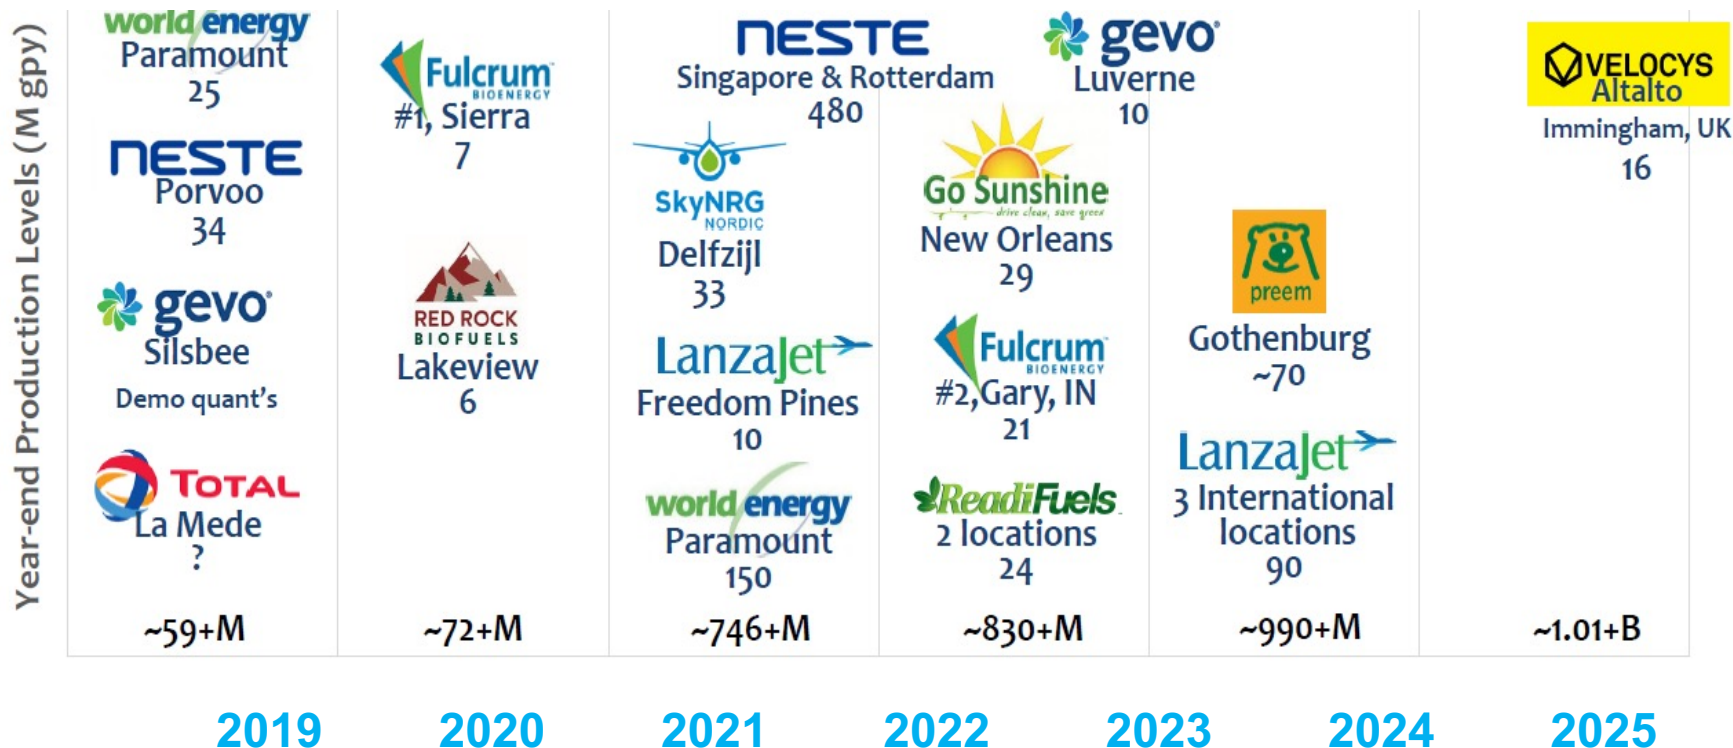 Year-end Production Levels (M gpy)
world energy
Paramount
25
NESTE
Porvoo
34
gevo
Silsbee
Demo quant's
TOTAL
La Mede
?
~59+M
Fulcrum
BIOENERGY
#1, Sierra
7
RED ROCK
BIOFUELS
Lakeview
6
~72+M
NESTE
Singapore & Rotterdam
480
SkyNRG
NORDIC
Delfzijl
33
LanzaJet
Freedom Pines
10
world energy
Paramount
150
~746+M
gevo
Luverne
10
Go Sunshine
drive clean, save green
New Orleans
29
Fulcrum
BIOENERGY
#2,Gary, IN
21
ReadiFuels
2 locations
24
~830+M
preem
Gothenburg
~70
LanzaJet
3 International
locations
90
~990+M
VELOCYS
Altalto
Immingham, UK
16
~1.01+B
2019
2020
2021
2022
2023
2024
2025